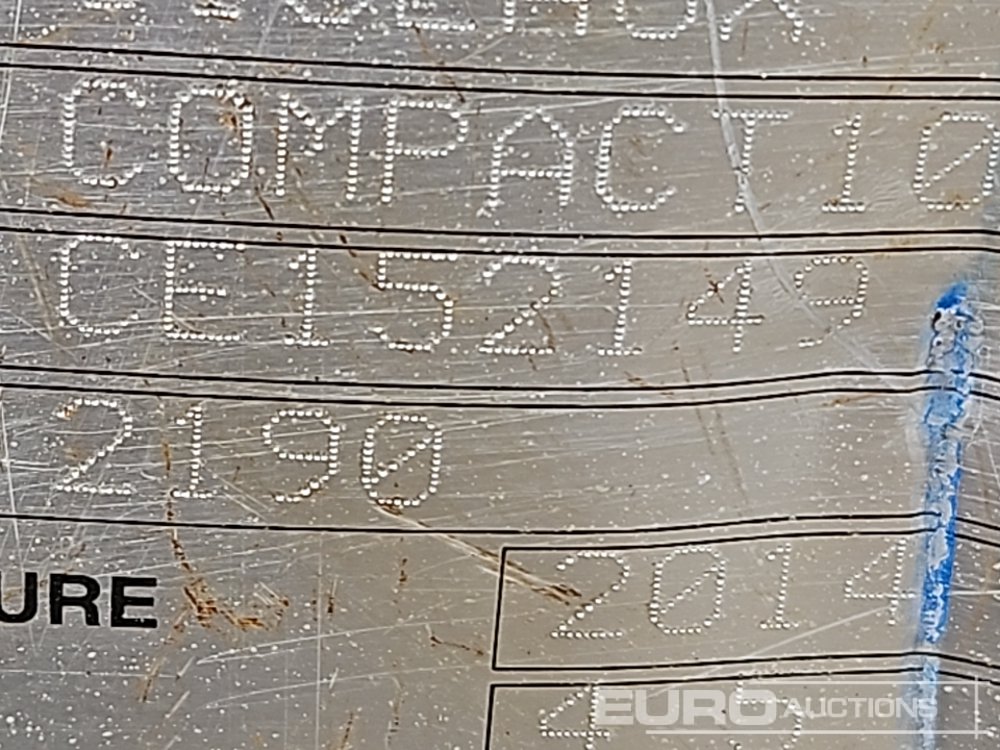 COMPACT10
CE152149
2190
URE 2014
EURO AUCTIONS